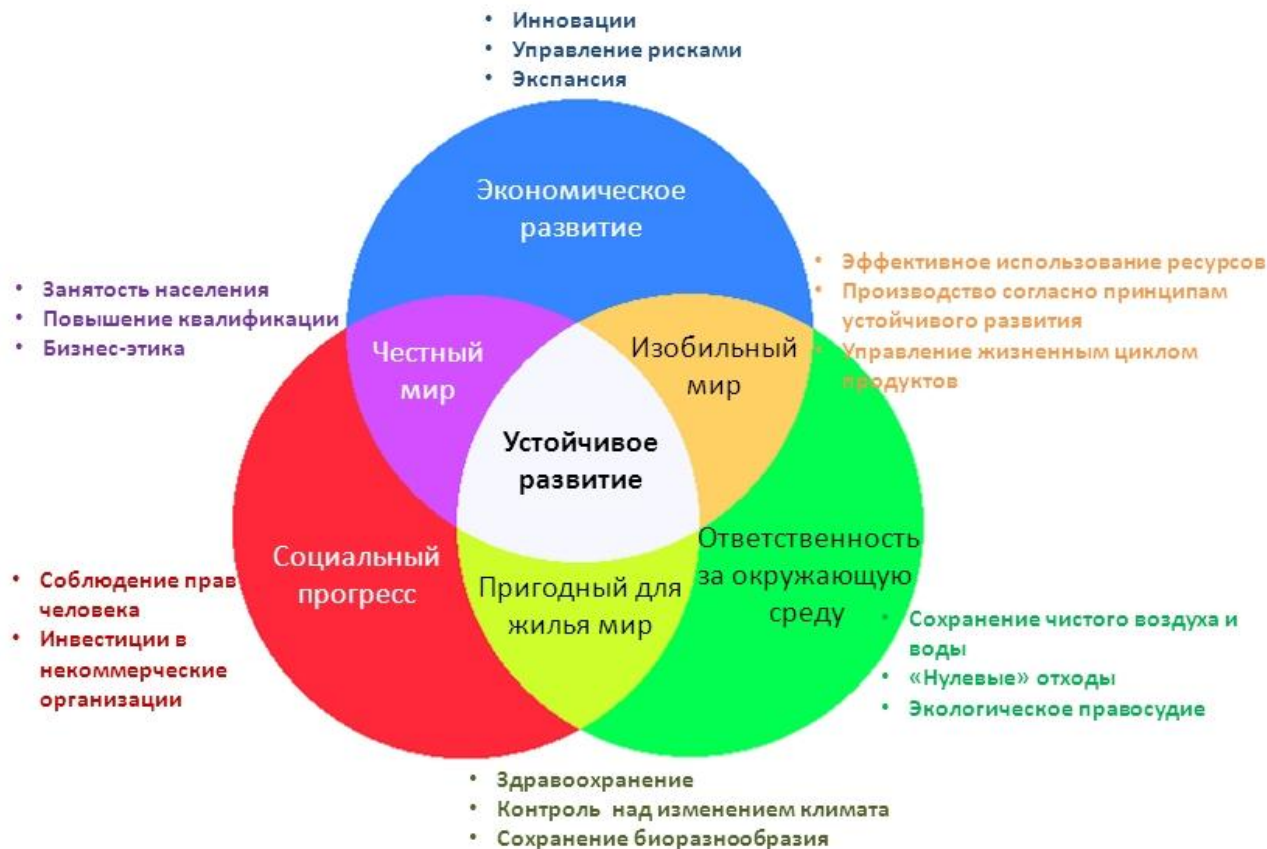 • Инновации
• Управление рисками
• Экспансия
Экономическое
развитие
• Занятость населения
• Повышение квалификации
• Бизнес-этика
• Эффективное использование ресурсов
• Производство согласно принципам
устойчивого развития
• Управление жизненным циклом
продуктов
Честный
мир
Изобильный
мир
Устойчивое
развитие
Социальный
прогресс
Пригодный для
жилья мир
Ответственность
за окружающую
среду
• Соблюдение прав
человека
• Инвестиции в
некоммерческие
организации
• Сохранение чистого воздуха и
воды
• «Нулевые» отходы
• Экологическое правосудие
• Здравоохранение
• Контроль над изменением климата
• Сохранение биоразнообразия